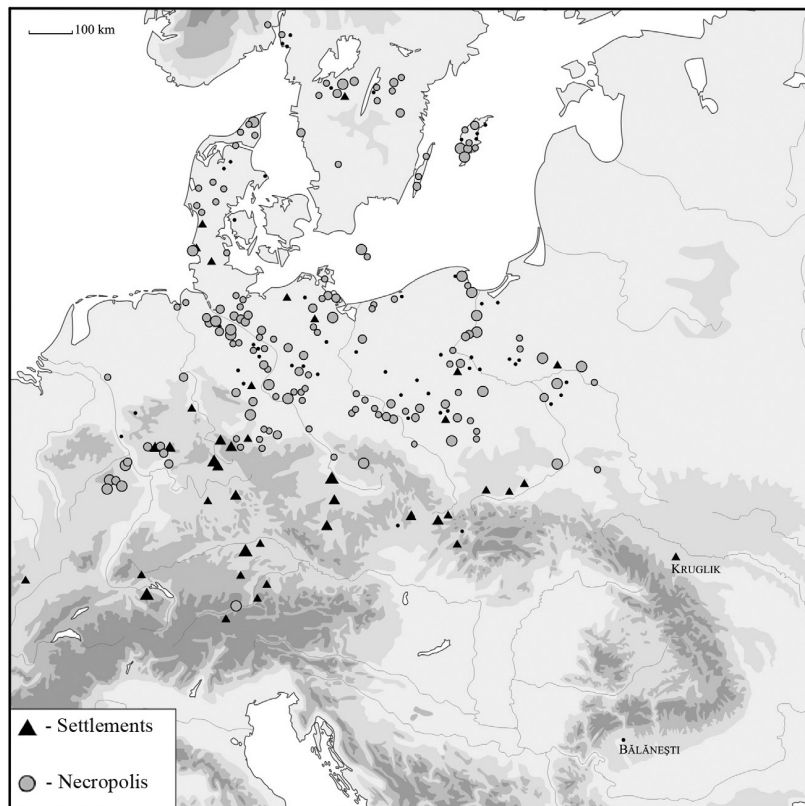 100 km
KRUGLIK
BĂLĂNEȘTI
- Settlements
- Necropolis